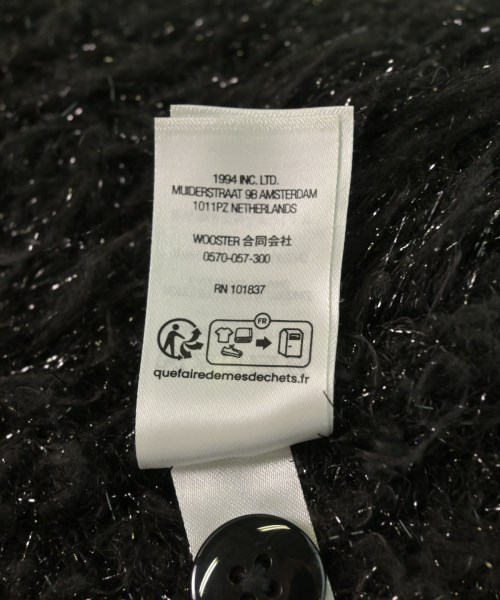 1994 INC. LTD.
MUIDERSTRAAT 9B AMSTERDAM
1011PZ NETHERLANDS
WOOSTER 合同会社
0570-057-300
RN 101837
FR
quefairedemesdechets.fr